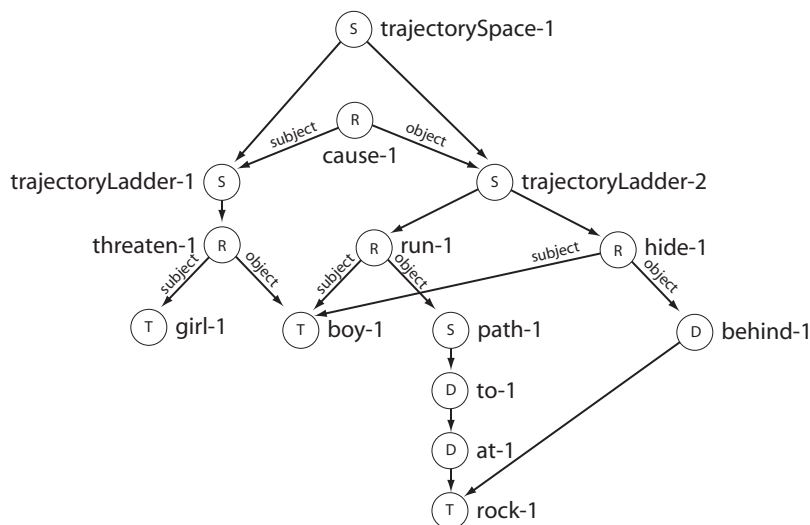 S trajectorySpace-1
subject R object
cause-1
trajectoryLadder-1 S
S trajectoryLadder-2
threaten-1 R
R run-1
R hide-1
subject object
subject object
subject object
T girl-1
T boy-1
S path-1
D behind-1
D to-1
D at-1
T rock-1